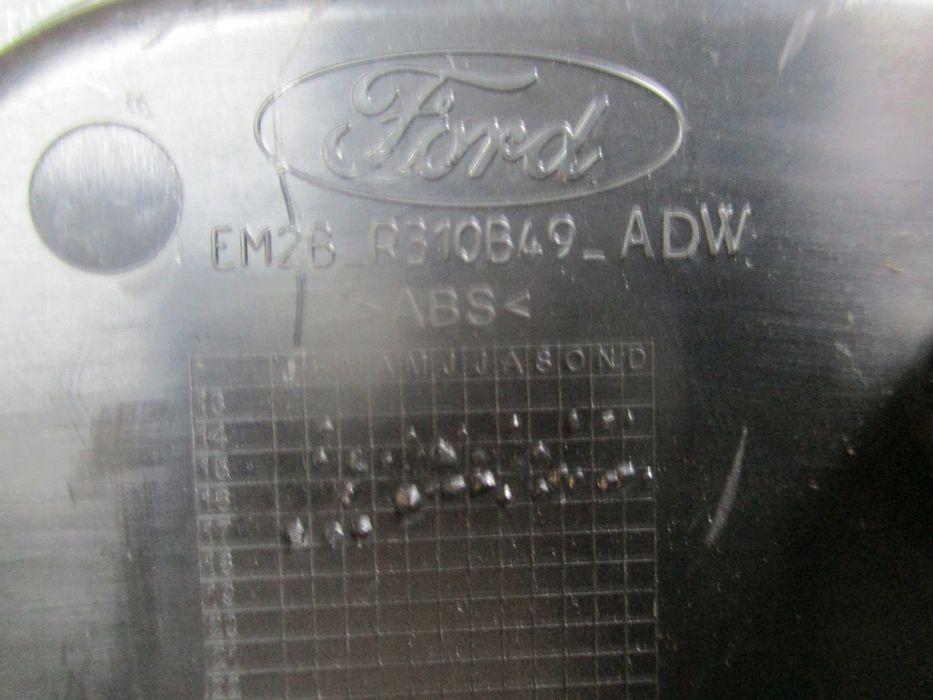 Ford
EM2B_R310B49_ADW
>ABS<
J M A M J J A S O N D
13
14
15
16
17
18